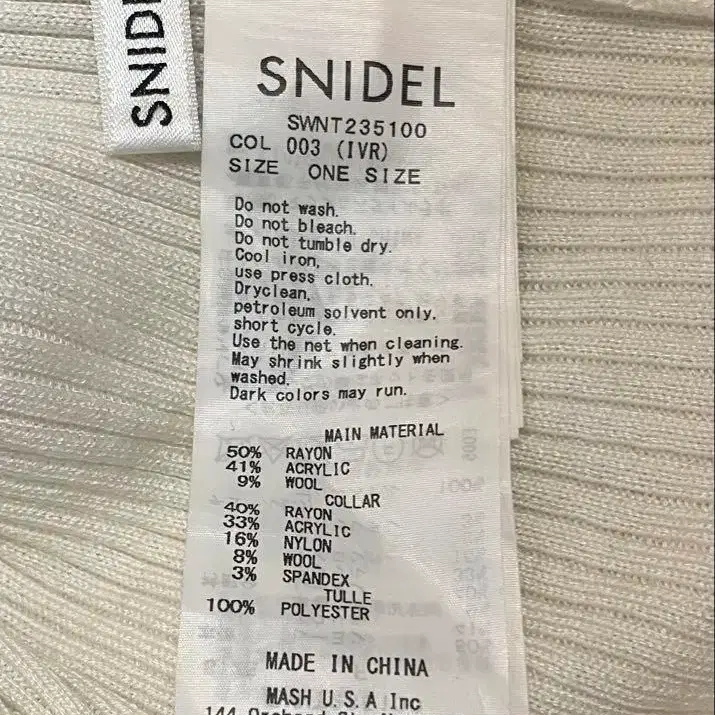 SNIDEL
SWNT235100
COL 003 (IVR)
SIZE ONE SIZE
Do not wash.
Do not bleach.
Do not tumble dry.
Cool iron,
use press cloth.
Dryclean,
petroleum solvent only,
short cycle.
Use the net when cleaning.
May shrink slightly when
washed.
Dark colors may run.
MAIN MATERIAL
50% RAYON
41% ACRYLIC
9% WOOL
COLLAR
40% RAYON
33% ACRYLIC
16% NYLON
8% WOOL
3% SPANDEX
TULLE
100% POLYESTER
MADE IN CHINA
MASH U.S.A Inc
144
SNID